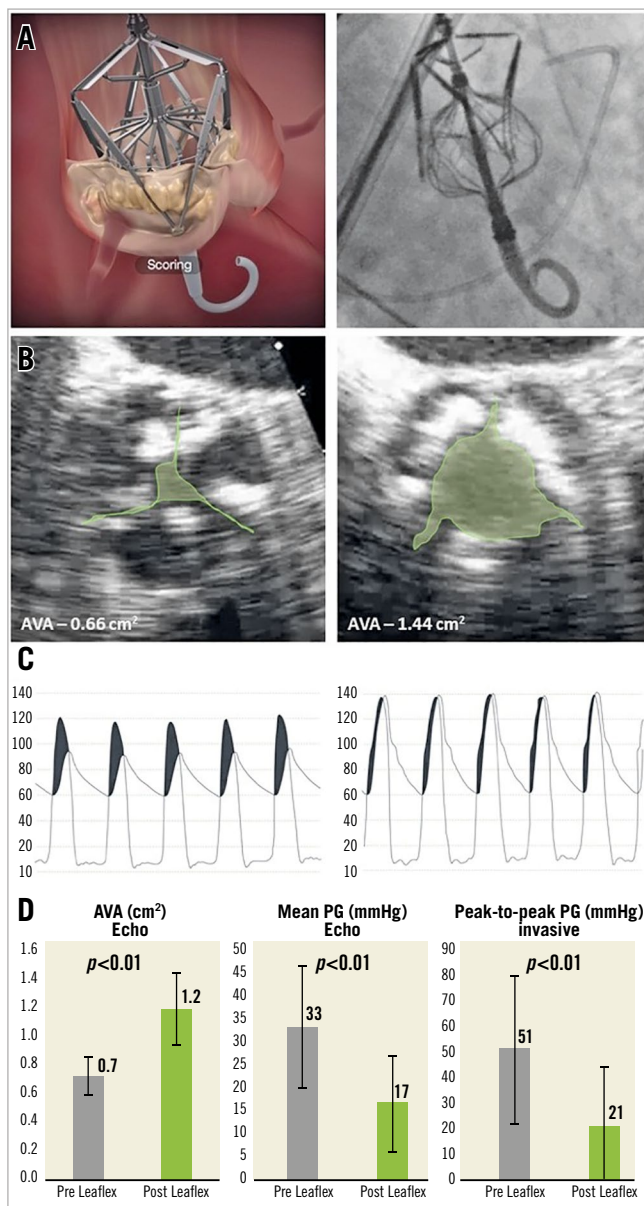 A
Scoring
B
AVA – 0.66 cm²
AVA – 1.44 cm²
C
140
120
100
80
60
40
20
10
140
120
100
80
60
40
20
10
D
AVA (cm²)
Echo
p<0.01
1.6
1.4
1.2
1.0
0.8
0.6
0.4
0.2
0.0
0.7
1.2
Pre Leaflex
Post Leaflex
Mean PG (mmHg)
Echo
p<0.01
50
45
40
35
30
25
20
15
10
5
0
33
17
Pre Leaflex
Post Leaflex
Peak-to-peak PG (mmHg)
invasive
p<0.01
90
80
70
60
50
40
30
20
10
0
51
21
Pre Leaflex
Post Leaflex